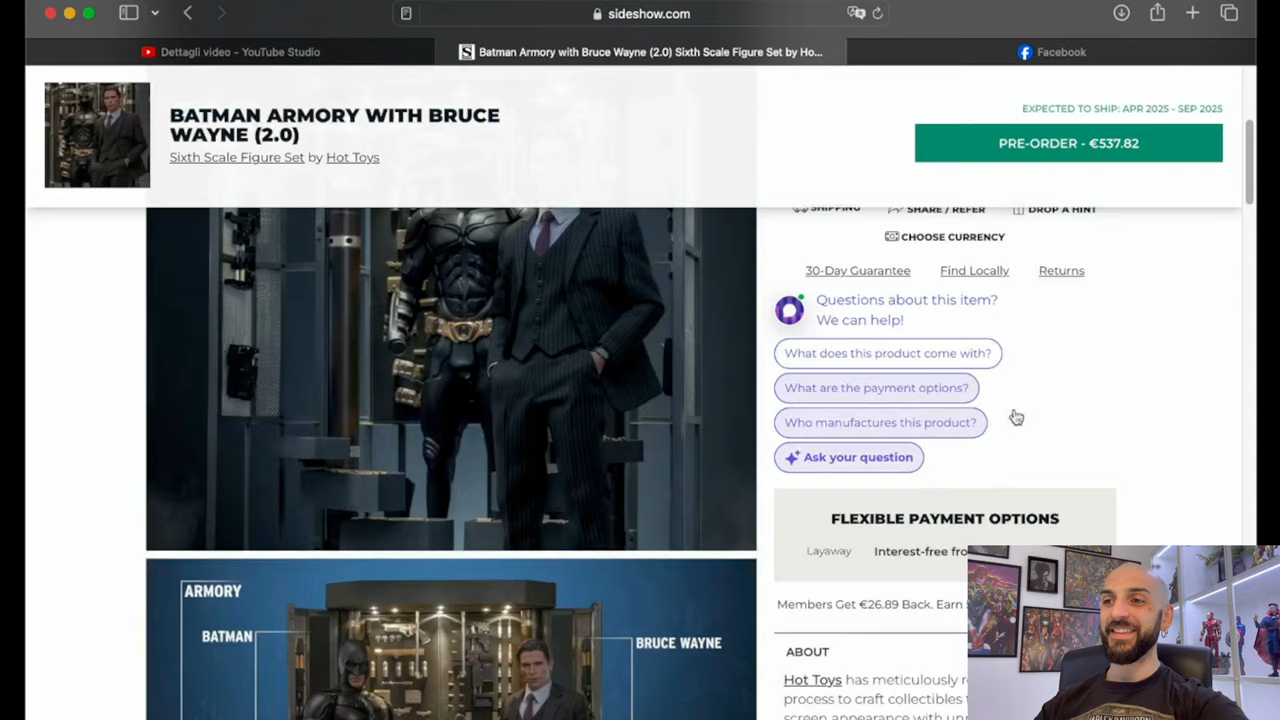 sideshow.com
Dettagli video - YouTube Studio
Batman Armory with Bruce Wayne (2.0) Sixth Scale Figure Set by Ho...
Facebook
BATMAN ARMORY WITH BRUCE
WAYNE (2.0)
Sixth Scale Figure Set by Hot Toys
EXPECTED TO SHIP: APR 2025 - SEP 2025
PRE-ORDER - €537.82
SHIPPING
SHARE / REFER
DROP A HINT
CHOOSE CURRENCY
30-Day Guarantee
Find Locally
Returns
Questions about this item?
We can help!
What does this product come with?
What are the payment options?
Who manufactures this product?
Ask your question
FLEXIBLE PAYMENT OPTIONS
Layaway
Interest-free fro
Members Get €26.89 Back. Earn
ABOUT
Hot Toys has meticulously r
process to craft collectibles
screen appearance with
ARMORY
BATMAN
BRUCE WAYNE